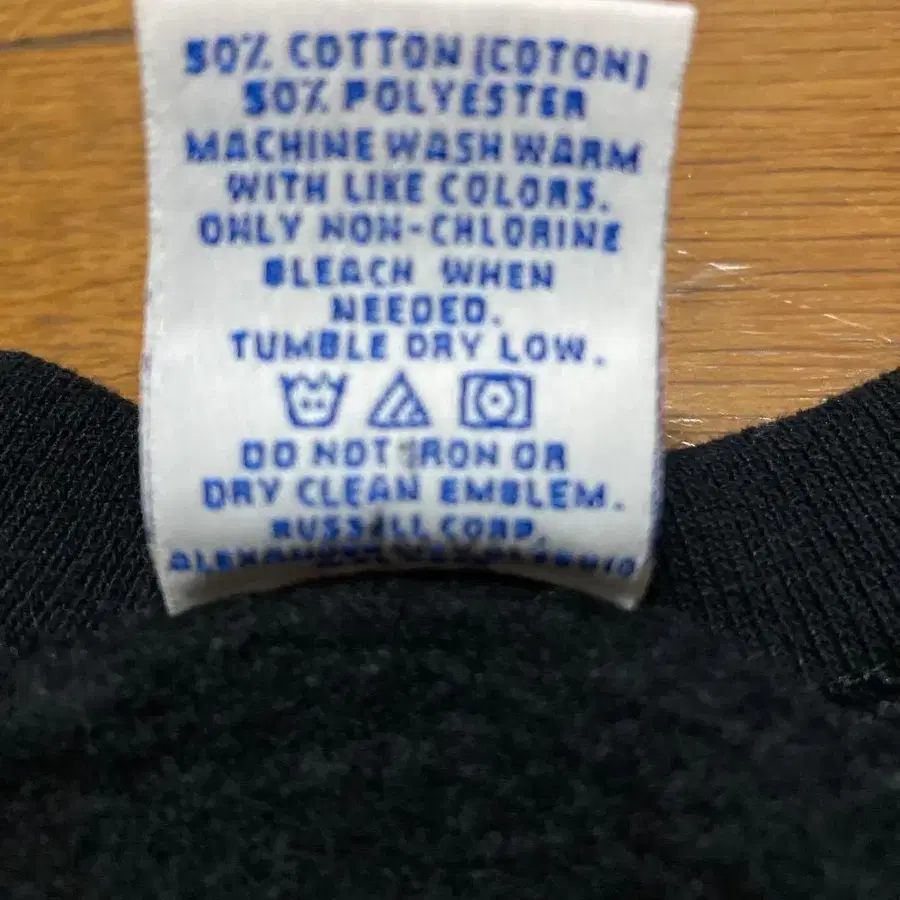 50% COTTON (COTON)
50% POLYESTER
MACHINE WASH WARM
WITH LIKE COLORS.
ONLY NON-CHLORINE
BLEACH WHEN
NEEDED.
TUMBLE DRY LOW.
DO NOT IRON OR
DRY CLEAN EMBLEM.
RUSSELL CORP.